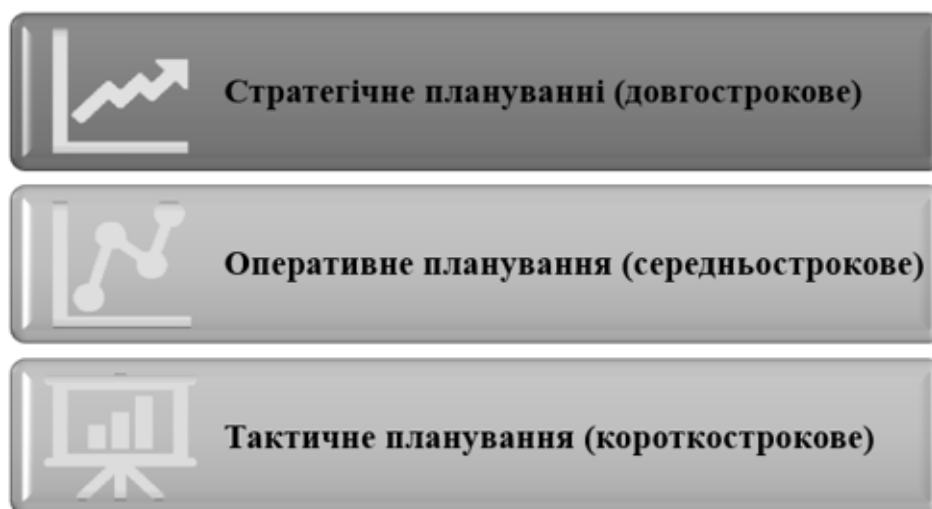 Стратегічне плануванні (довгострокове)
Оперативне планування (середньострокове)
Тактичне планування (короткострокове)